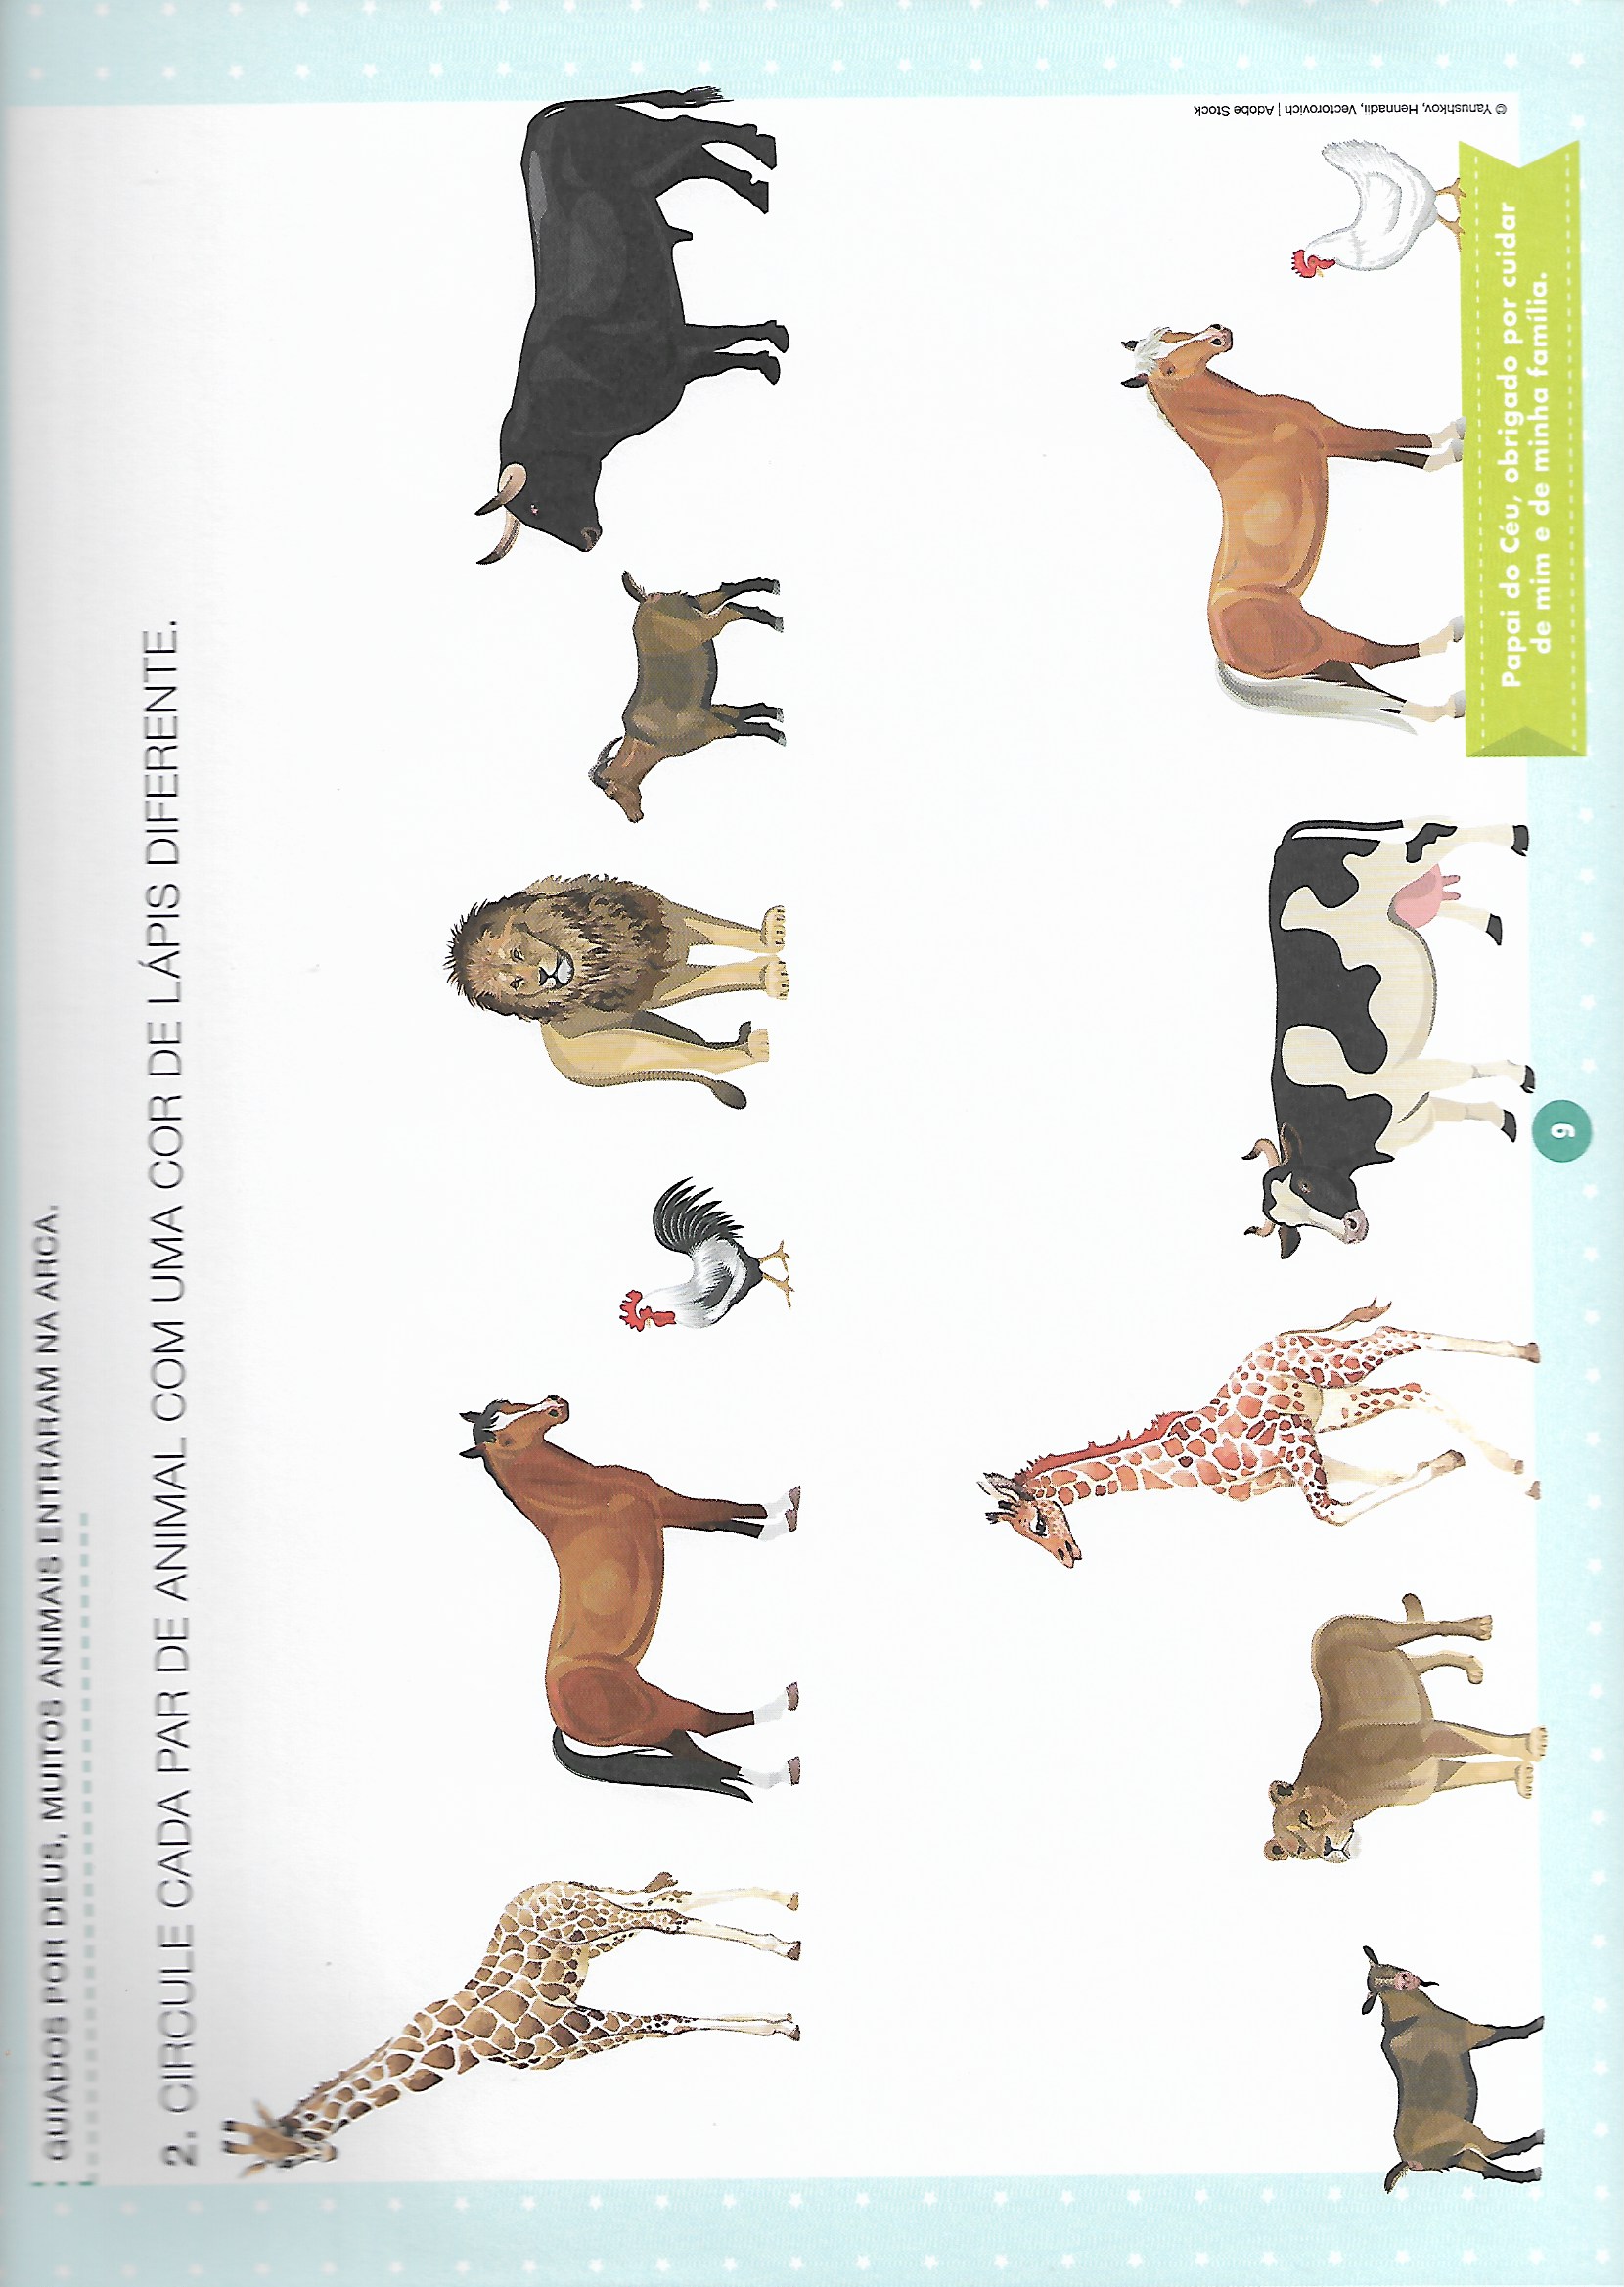 GUIADOS POR DEUS, MUITOS ANIMAIS ENTRARAM NA ARCA.
2. CIRCULE CADA PAR DE ANIMAL COM UMA COR DE LÁPIS DIFERENTE.
© Yanushkov, Hennadii, Vectorovich | Adobe Stock
Papai do Céu, obrigado por cuidar
de mim e de minha família.
9